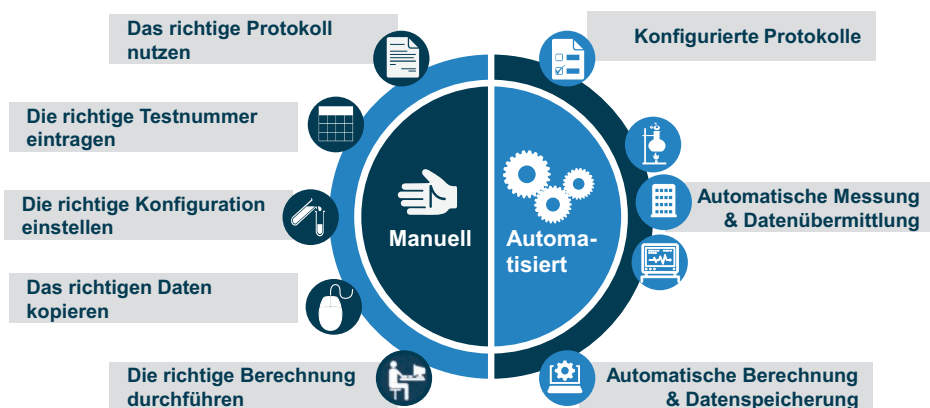 Das richtige Protokoll
nutzen
Die richtige Testnummer
eintragen
Die richtige Konfiguration
einstellen
Das richtigen Daten
kopieren
Die richtige Berechnung
durchführen
Manuell
Automa-
tisiert
Konfigurierte Protokolle
Automatische Messung
& Datenübermittlung
Automatische Berechnung
& Datenspeicherung